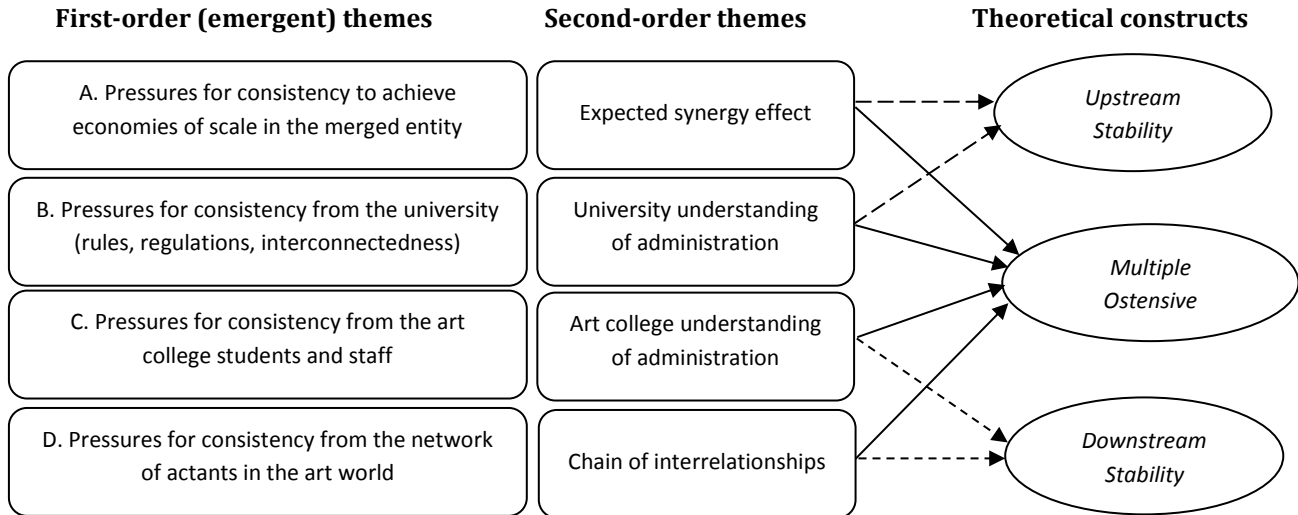 First-order (emergent) themes
Second-order themes
Theoretical constructs
A. Pressures for consistency to achieve
economies of scale in the merged entity
Expected synergy effect
Upstream
Stability
B. Pressures for consistency from the university
(rules, regulations, interconnectedness)
University understanding
of administration
Multiple
Ostensive
C. Pressures for consistency from the art
college students and staff
Art college understanding
of administration
D. Pressures for consistency from the network
of actants in the art world
Chain of interrelationships
Downstream
Stability